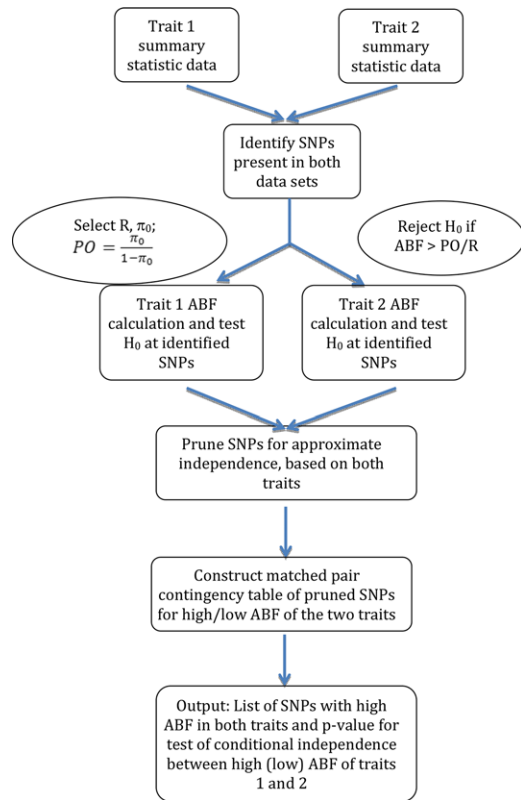 Trait 1
summary
statistic data
Trait 2
summary
statistic data
Identify SNPs
present in both
data sets
Select R, π₀;
PO = π₀ / 1−π₀
Reject H₀ if
ABF > PO/R
Trait 1 ABF
calculation and test
H₀ at identified
SNPs
Trait 2 ABF
calculation and test
H₀ at identified
SNPs
Prune SNPs for approximate
independence, based on both
traits
Construct matched pair
contingency table of pruned SNPs
for high/low ABF of the two traits
Output: List of SNPs with high
ABF in both traits and p-value for
test of conditional independence
between high (low) ABF of traits
1 and 2